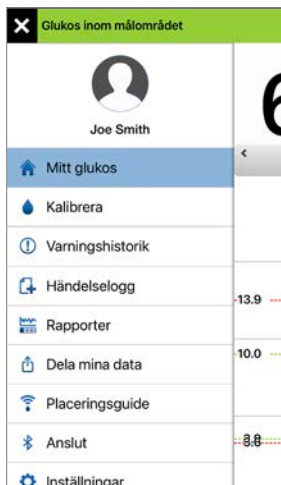 Glukos inom målområdet
Joe Smith
6
Mitt glukos
Kalibrera
Varningshistorik
Händelselogg
13.9
Rapporter
10.0
Dela mina data
Placeringsguide
Anslut
Inställningar